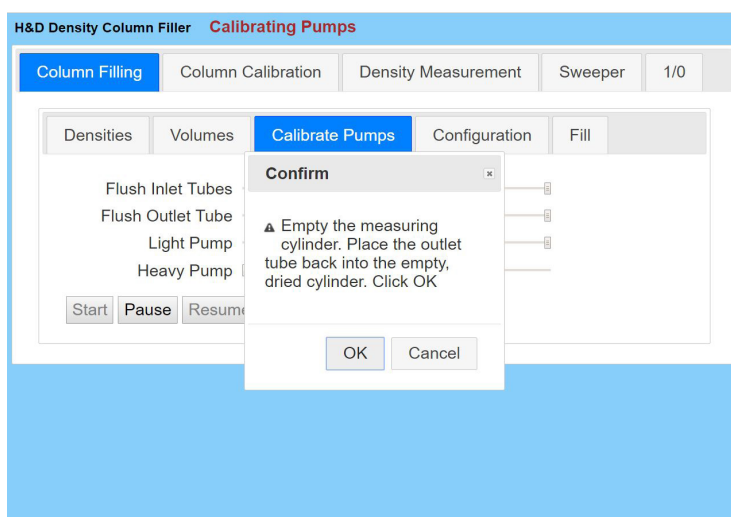 H&D Density Column Filler Calibrating Pumps
Column Filling Column Calibration Density Measurement Sweeper 1/0
Densities Volumes Calibrate Pumps Configuration Fill
Confirm
Flush Inlet Tubes
Flush Outlet Tube
Light Pump
Heavy Pump
Empty the measuring
cylinder. Place the outlet
tube back into the empty,
dried cylinder. Click OK
Start Pause Resume
OK Cancel